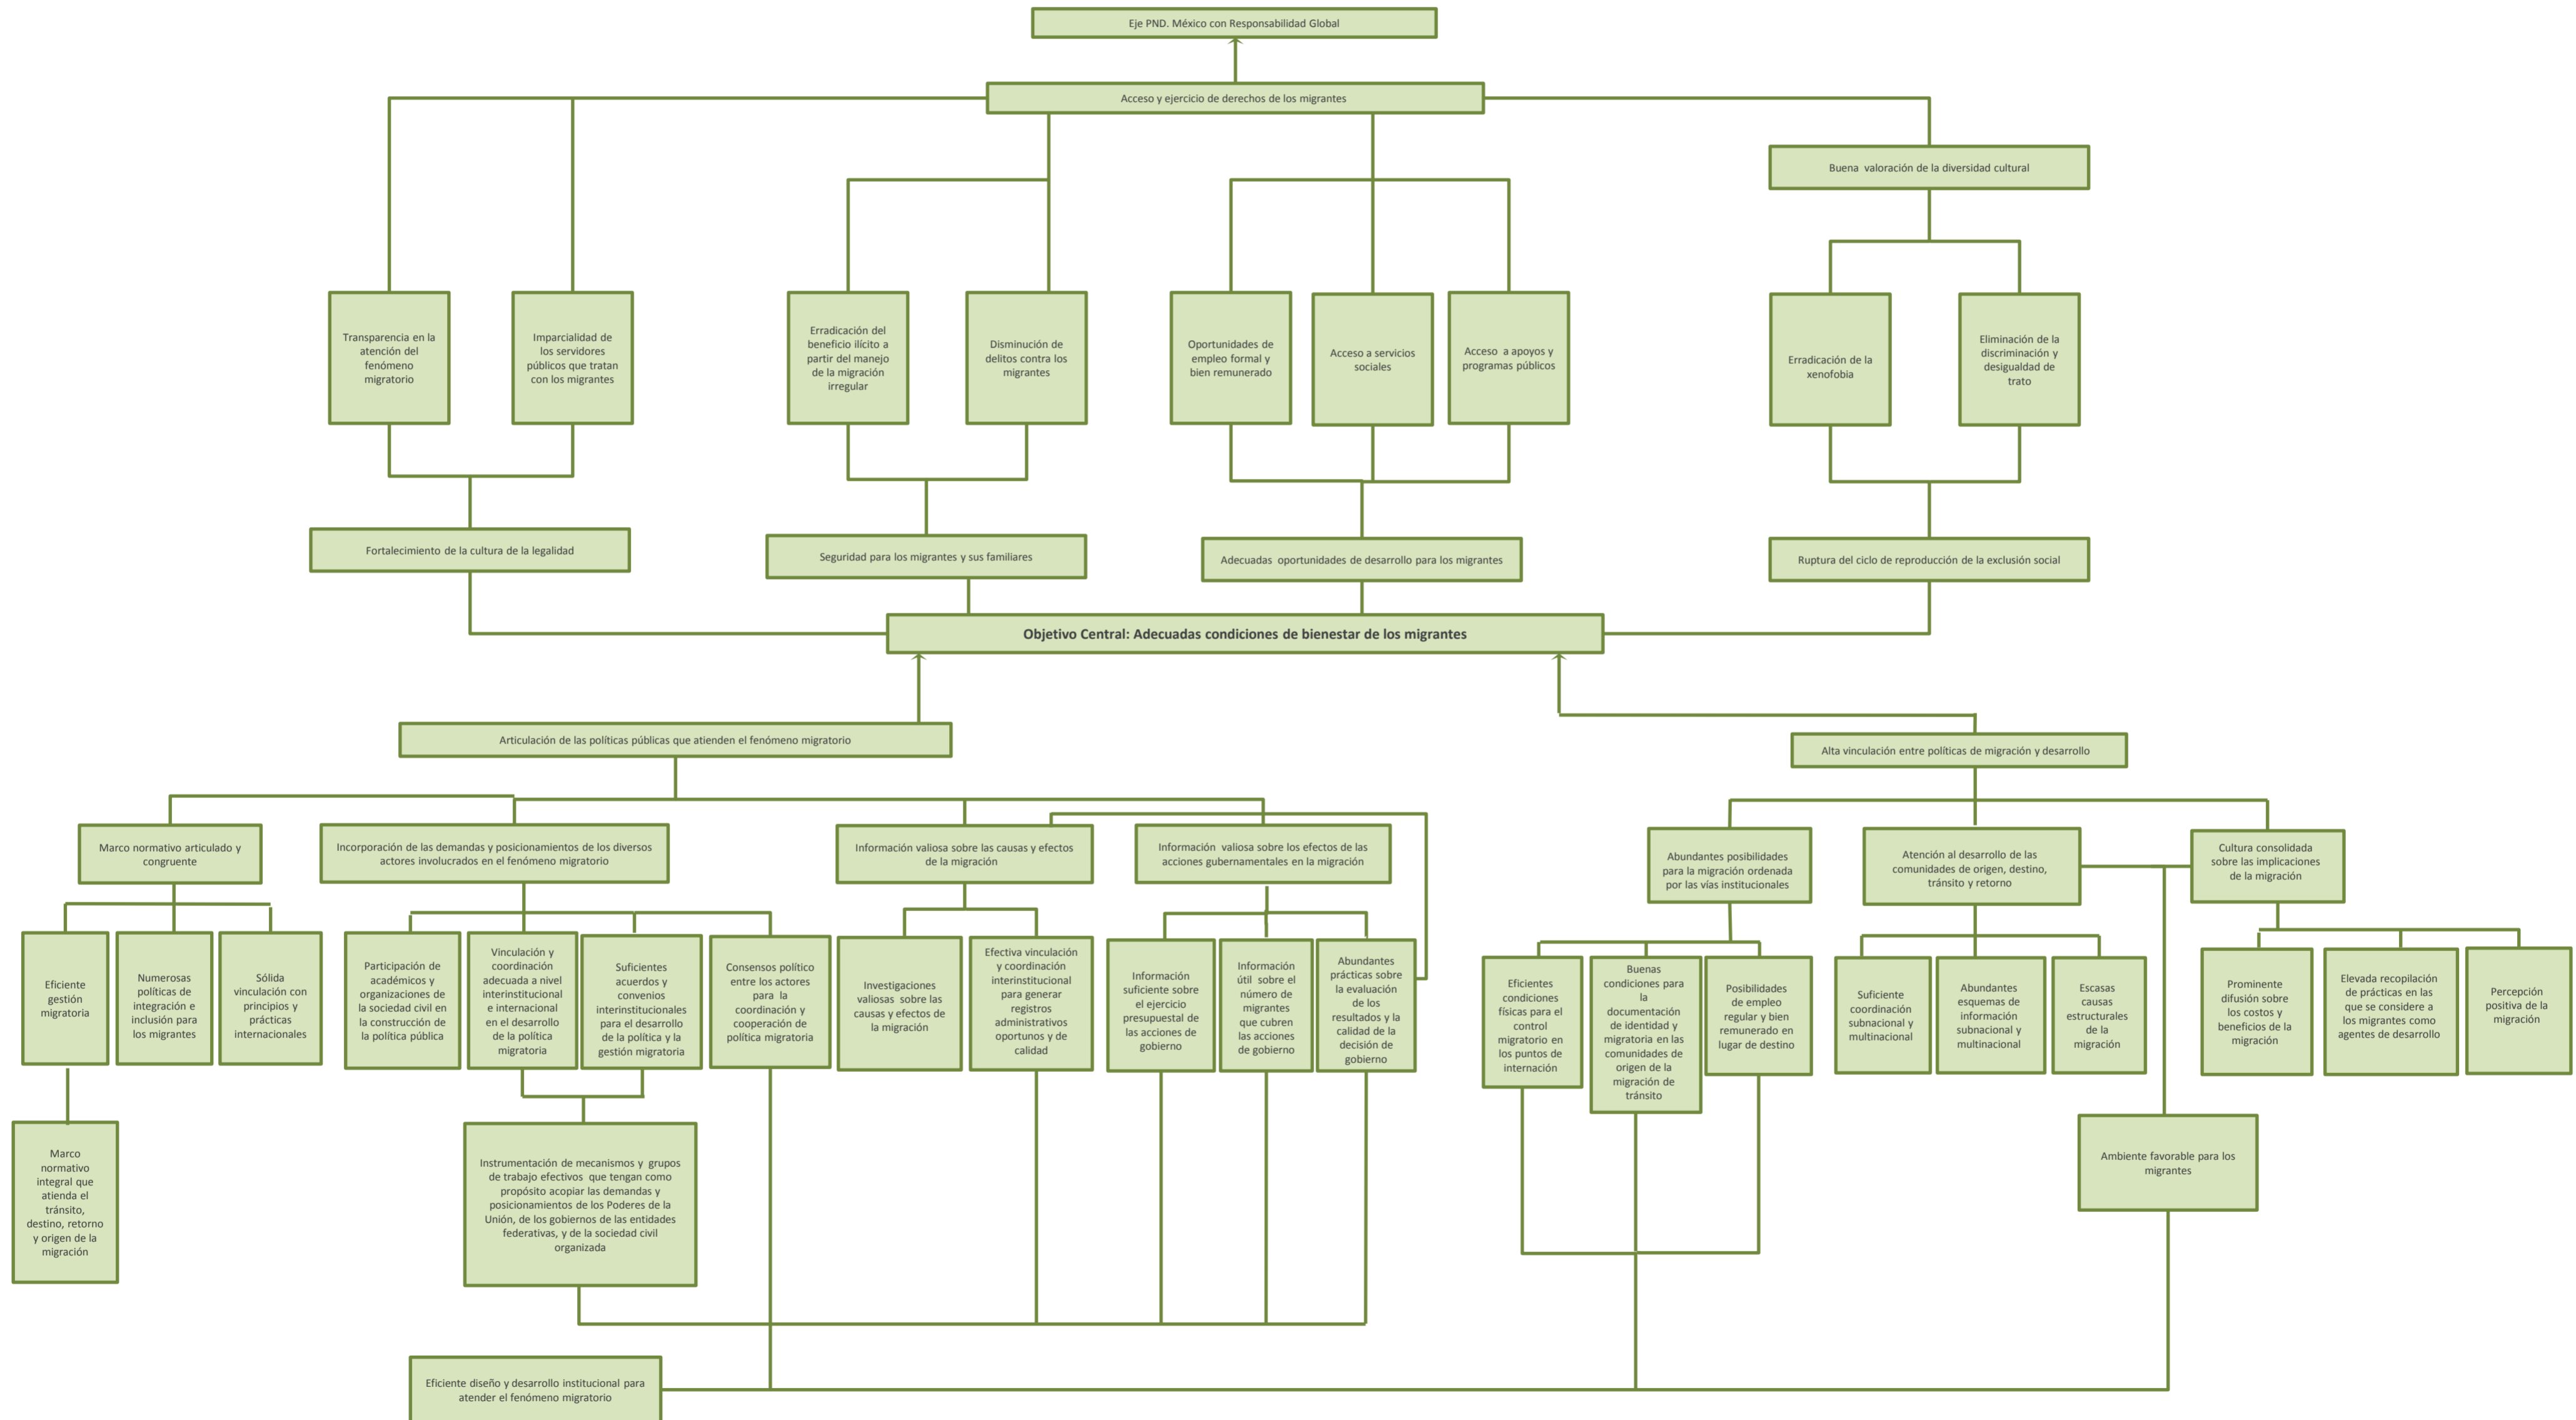 Eje PND. México con Responsabilidad Global
Acceso y ejercicio de derechos de los migrantes
Buena valoración de la diversidad cultural
Transparencia en la
atención del
fenómeno
migratorio
Imparcialidad de
los servidores
públicos que tratan
con los migrantes
Erradicación del
beneficio ilícito a
partir del manejo
de la migración
irregular
Disminución de
delitos contra los
migrantes
Oportunidades de
empleo formal y
bien remunerado
Acceso a servicios
sociales
Acceso a apoyos y
programas públicos
Erradicación de la
xenofobia
Eliminación de la
discriminación y
desigualdad de
trato
Fortalecimiento de la cultura de la legalidad
Seguridad para los migrantes y sus familiares
Adecuadas oportunidades de desarrollo para los migrantes
Ruptura del ciclo de reproducción de la exclusión social
Objetivo Central: Adecuadas condiciones de bienestar de los migrantes
Articulación de las políticas públicas que atienden el fenómeno migratorio
Alta vinculación entre políticas de migración y desarrollo
Marco normativo articulado y
congruente
Incorporación de las demandas y posicionamientos de los diversos
actores involucrados en el fenómeno migratorio
Información valiosa sobre las causas y efectos
de la migración
Información valiosa sobre los efectos de las
acciones gubernamentales en la migración
Abundantes posibilidades
para la migración ordenada
por las vías institucionales
Atención al desarrollo de las
comunidades de origen, destino,
tránsito y retorno
Cultura consolidada
sobre las implicaciones
de la migración
Eficiente
gestión
migratoria
Numerosas
políticas de
integración e
inclusión para
los migrantes
Sólida
vinculación con
principios y
prácticas
internacionales
Participación de
académicos y
organizaciones de
la sociedad civil en
la construcción de
la política pública
Vinculación y
coordinación
adecuada a nivel
interinstitucional
e internacional
en el desarrollo
de la política
migratoria
Suficientes
acuerdos y
convenios
interinstitucionales
para el desarrollo
de la política y la
gestión migratoria
Consensos político
entre los actores
para la
coordinación y
cooperación de
política migratoria
Investigaciones
valiosas sobre las
causas y efectos de
la migración
Efectiva vinculación
y coordinación
interinstitucional
para generar
registros
administrativos
oportunos y de
calidad
Información
suficiente sobre
el ejercicio
presupuestal de
las acciones de
gobierno
Información
útil sobre el
número de
migrantes
que cubren
las acciones
de gobierno
Abundantes
prácticas sobre
la evaluación
de los
resultados y la
calidad de la
decisión de
gobierno
Eficientes
condiciones
físicas para el
control
migratorio en
los puntos de
internación
Buenas
condiciones para
la
documentación
de identidad y
migratoria en las
comunidades de
origen de la
migración de
tránsito
Posibilidades
de empleo
regular y bien
remunerado en
lugar de destino
Suficiente
coordinación
subnacional y
multinacional
Abundantes
esquemas de
información
subnacional y
multinacional
Escasas
causas
estructurales
de la
migración
Prominente
difusión sobre
los costos y
beneficios de la
migración
Elevada recopilación
de prácticas en las
que se considere a
los migrantes como
agentes de desarrollo
Percepción
positiva de la
migración
Marco
normativo
integral que
atienda el
tránsito,
destino, retorno
y origen de la
migración
Instrumentación de mecanismos y grupos
de trabajo efectivos que tengan como
propósito acopiar las demandas y
posicionamientos de los Poderes de la
Unión, de los gobiernos de las entidades
federativas, y de la sociedad civil
organizada
Ambiente favorable para los
migrantes
Eficiente diseño y desarrollo institucional para
atender el fenómeno migratorio